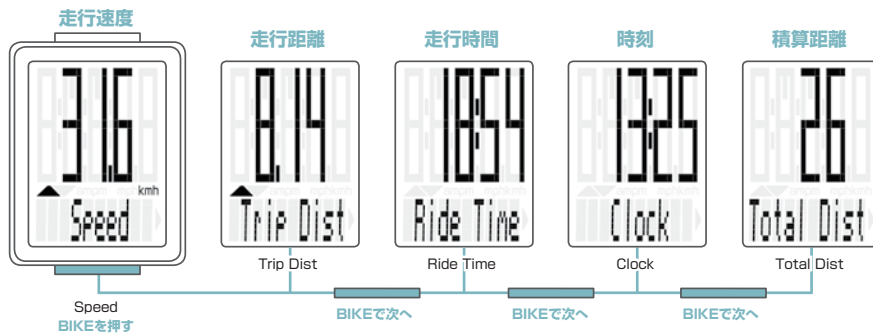 走行速度
走行距離
走行時間
時刻
積算距離
31.6
kmh
Speed
8.14
Trip Dist
18:54
Ride Time
13:25
Clock
26
Total Dist
Trip Dist
Ride Time
Clock
Total Dist
Speed
BIKEを押す
BIKEで次へ
BIKEで次へ
BIKEで次へ